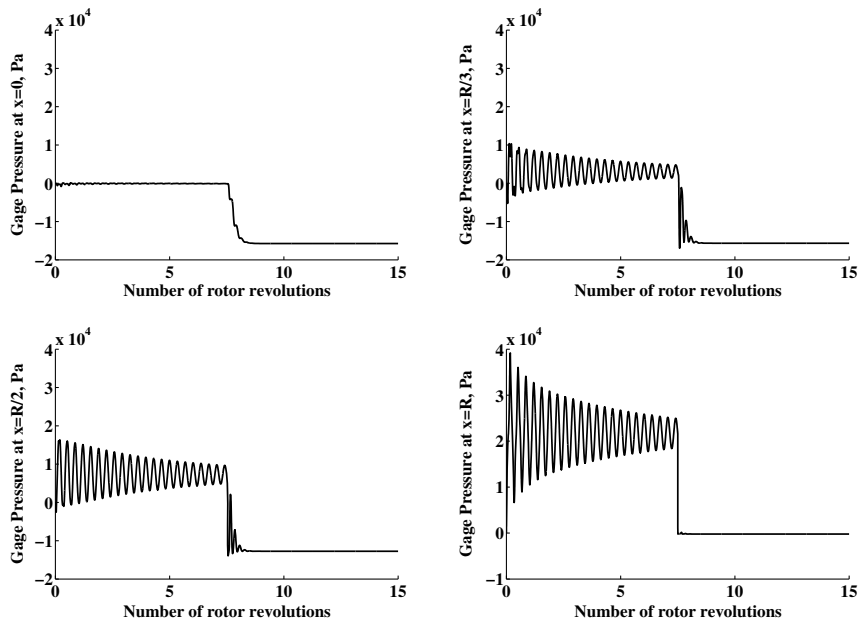 x 10^4
4
3
2
1
0
−1
−2
0 5 10 15
Number of rotor revolutions
Gage Pressure at x=0, Pa
x 10^4
4
3
2
1
0
−1
−2
0 5 10 15
Number of rotor revolutions
Gage Pressure at x=R/3, Pa
x 10^4
4
3
2
1
0
−1
−2
0 5 10 15
Number of rotor revolutions
Gage Pressure at x=R/2, Pa
x 10^4
4
3
2
1
0
−1
0 5 10 15
Number of rotor revolutions
Gage Pressure at x=R, Pa